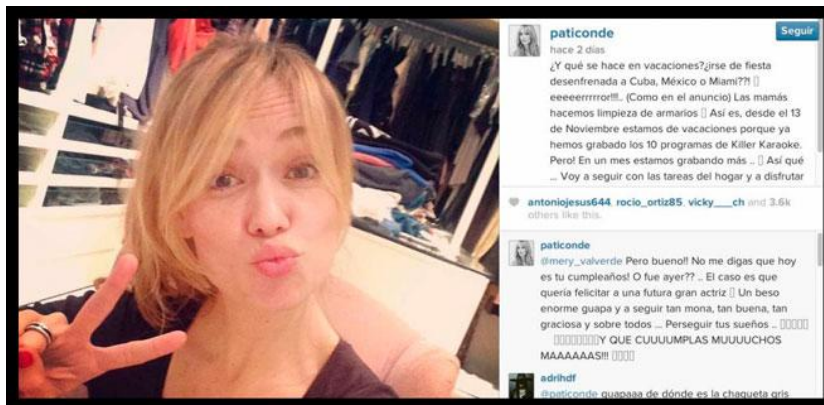 paticonde
Seguir
hace 2 días
¿Y qué se hace en vacaciones?¿irse de fiesta
desenfrenada a Cuba, México o Miami??!
eeeeerrrrror!!!.. (Como en el anuncio) Las mamás
hacemos limpieza de armarios Así es, desde el 13
de Noviembre estamos de vacaciones porque ya
hemos grabado los 10 programas de Killer Karaoke.
Pero! En un mes estamos grabando más .. Así qué
... Voy a seguir con las tareas del hogar y a disfrutar
antoniojesus644, rocio_ortiz85, vicky___ch and 3.6k
others like this.
paticonde
@mery_valverde Pero bueno!! No me digas que hoy
es tu cumpleaños! O fue ayer?? .. El caso es que
quería felicitar a una futura gran actriz Un beso
enorme guapa y a seguir tan mona, tan buena, tan
graciosa y sobre todos ... Perseguir tus sueños ..
Y QUE CUUUUMPLAS MUUUUCHOS
MAAAAAAS!!!
adrihdf
@paticonde guapaaa de dónde es la chaqueta gris